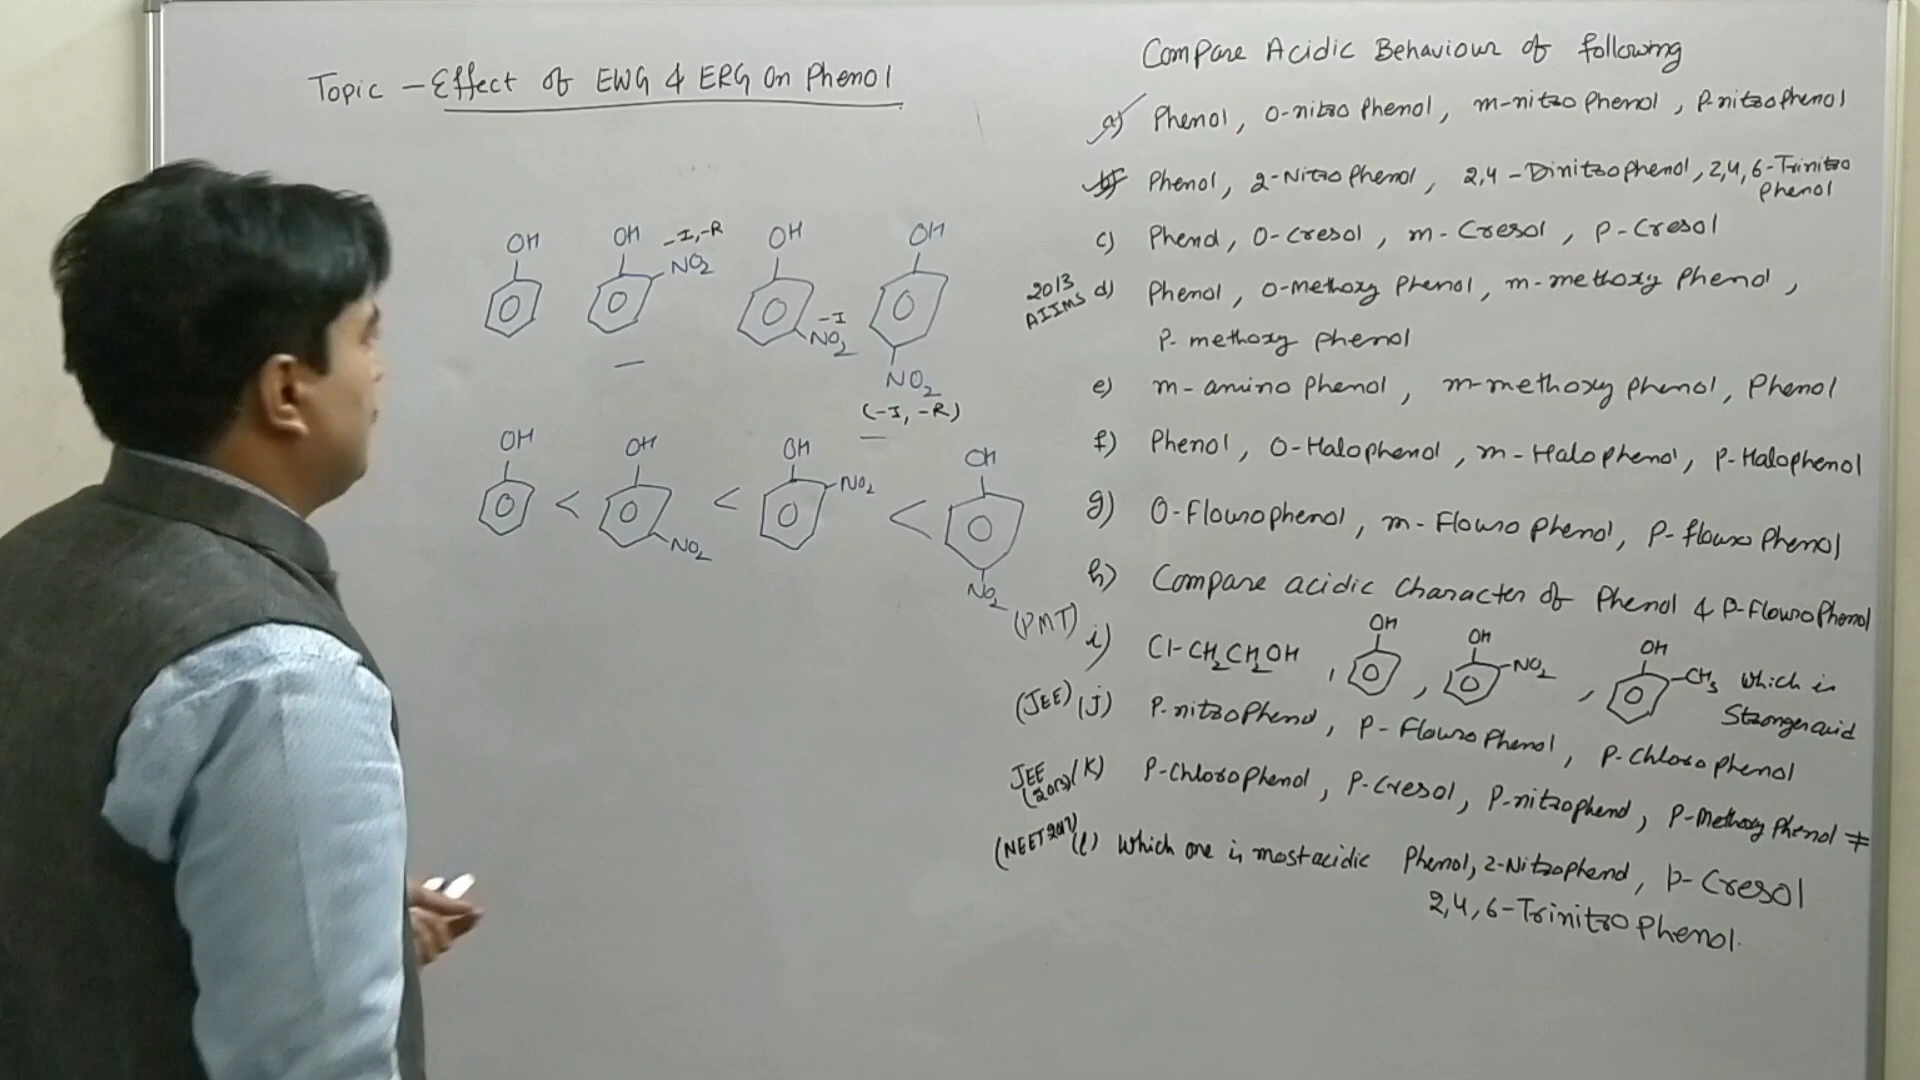 Topic - Effect of EWG & ERG On Phenol
OH
OH -I,-R
NO2
OH
-I
NO2
OH
NO2
(-I, -R)
OH < OH NO2 < OH NO2 < OH NO2
Compare Acidic Behaviour of following
a) Phenol, O-nitro Phenol, m-nitro Phenol, P-nitrophenol
b) Phenol, 2-Nitro Phenol, 2,4-Dinitrophenol, 2,4,6-Trinitro
Phenol
c) Phenol, O-Cresol, m-Cresol, P-Cresol
2013 AIIMS d) Phenol, O-methoxy Phenol, m-methoxy Phenol,
P-methoxy phenol
e) m-amino phenol, m-methoxy phenol, Phenol
f) Phenol, O-Halophenol, m-Halophenol, P-Halophenol
g) O-Flourophenol, m-Flouro phenol, P-flouro Phenol
h) Compare acidic Character of Phenol & P-Flouro Phenol
(PMT) i) Cl-CH2CH2OH, OH, OH NO2, OH CH3 which is
Stronger acid
(JEE) (j) P-nitro Phenol, P-Flouro Phenol, P-Chloro phenol
JEE (2013) (K) P-Chloro Phenol, P-Cresol, P-nitrophenol, P-Methoxy Phenol ≠
(NEET 2017) (l) Which one is most acidic Phenol, 2-Nitrophenol, P-Cresol
2,4,6-Trinitro Phenol.